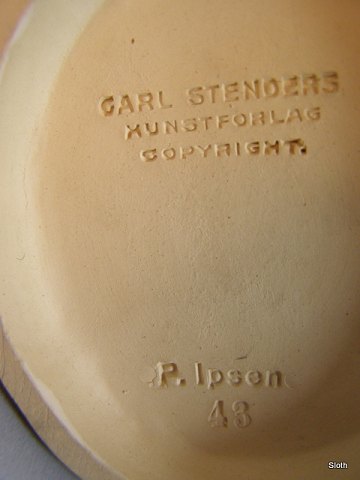 CARL STENDERS
KUNSTFORLAG
COPYRIGHT.
P. Ipsen
43
Sloth